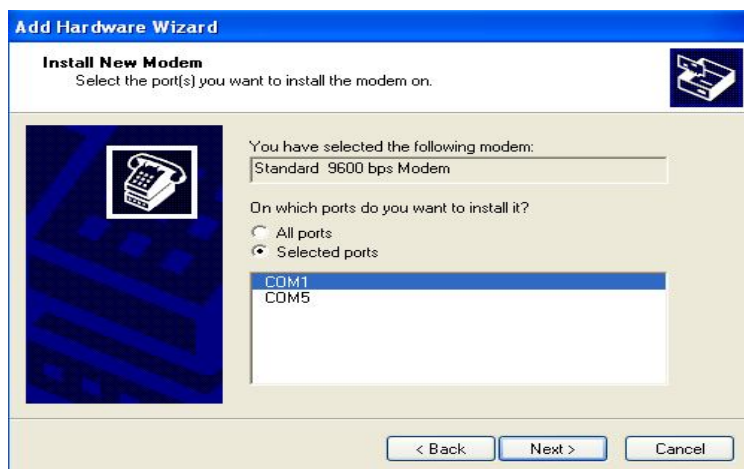 Add Hardware Wizard
Install New Modem
Select the port(s) you want to install the modem on.
You have selected the following modem:
Standard 9600 bps Modem
On which ports do you want to install it?
All ports
Selected ports
COM1
COM5
< Back
Next >
Cancel